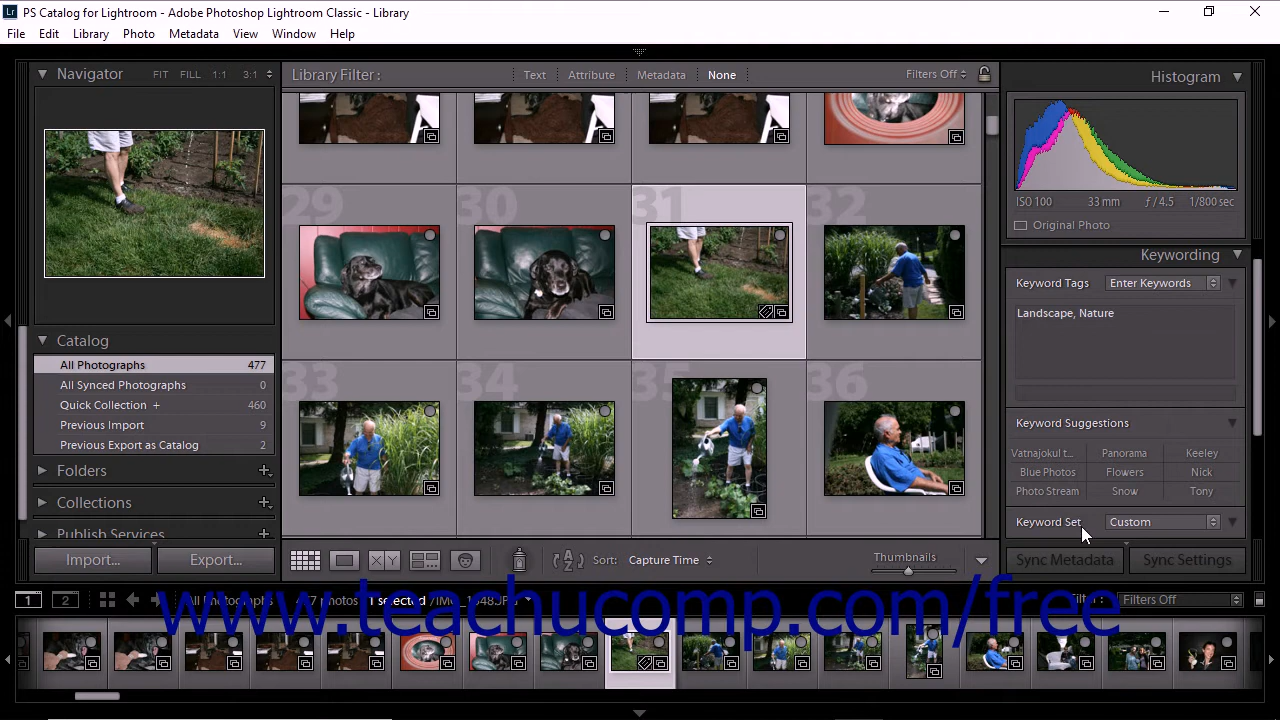 PS Catalog for Lightroom - Adobe Photoshop Lightroom Classic - Library
File Edit Library Photo Metadata View Window Help
Navigator FIT FILL 1:1 3:1
Library Filter : Text Attribute Metadata None Filters Off
Histogram
ISO 100 33 mm ƒ / 4.5 1/800 sec
Original Photo
29 30 31 32
Keywording
Keyword Tags Enter Keywords
Landscape, Nature
Catalog
All Photographs 477
All Synced Photographs 0
Quick Collection + 460
Previous Import 9
Previous Export as Catalog 2
33 34 35 36
Keyword Suggestions
Vatnajokul t... Panorama Keeley
Blue Photos Flowers Nick
Photo Stream Snow Tony
Folders
Collections
Publish Services
Keyword Set Custom
Import... Export...
Sort: Capture Time
Thumbnails
Sync Metadata Sync Settings
1 2 All Photographs photos 1 selected Filters Off
www.teachucomp.com/free